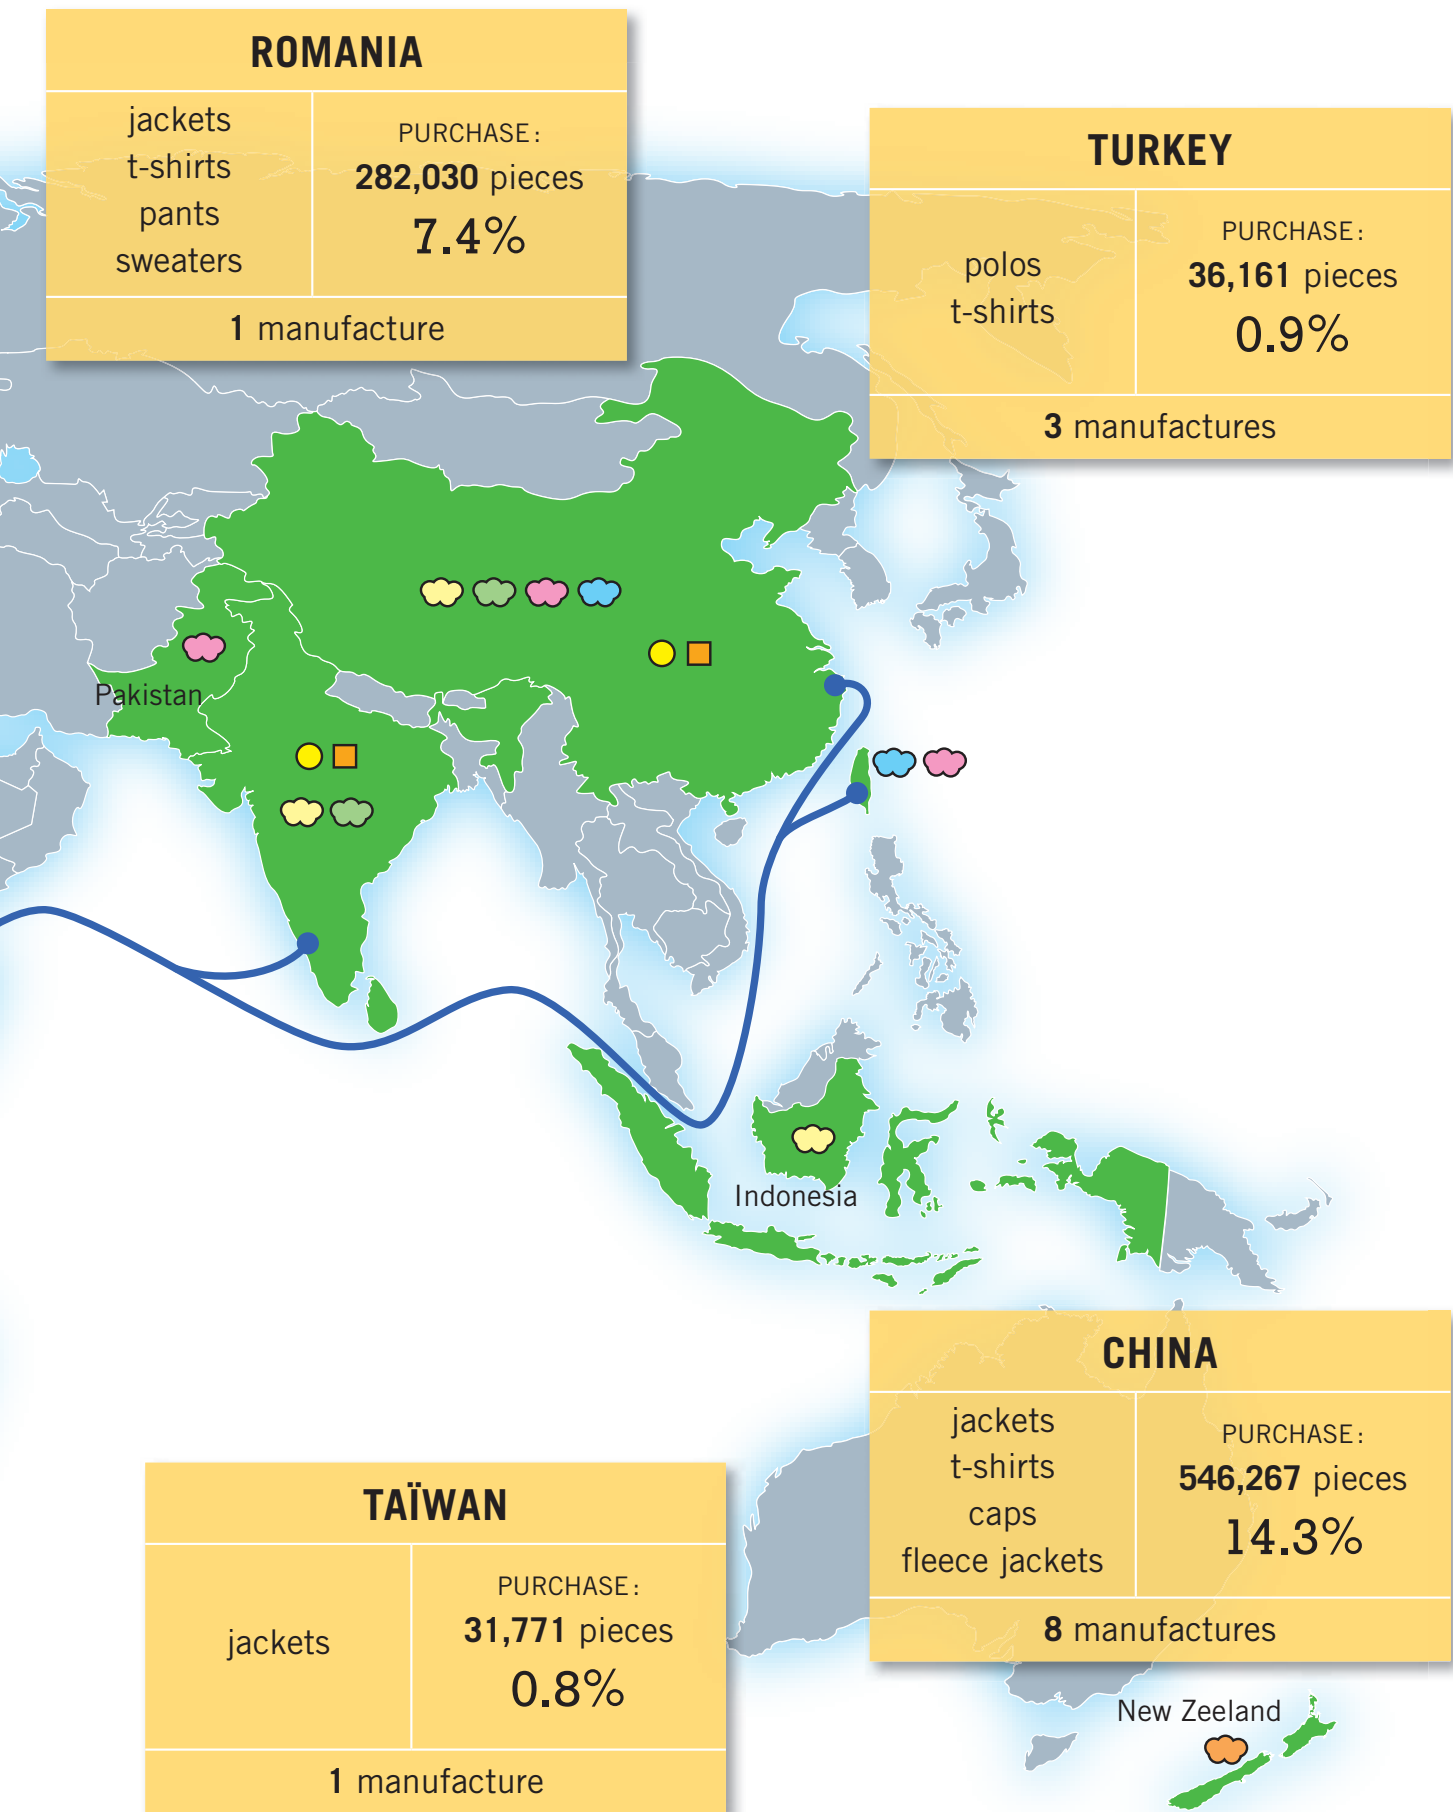 ROMANIA
jackets
t-shirts
pants
sweaters
PURCHASE:
282,030 pieces
7.4%
1 manufacture
TURKEY
polos
t-shirts
PURCHASE:
36,161 pieces
0.9%
3 manufactures
Pakistan
Indonesia
CHINA
jackets
t-shirts
caps
fleece jackets
PURCHASE:
546,267 pieces
14.3%
8 manufactures
TAÏWAN
jackets
PURCHASE:
31,771 pieces
0.8%
1 manufacture
New Zeeland